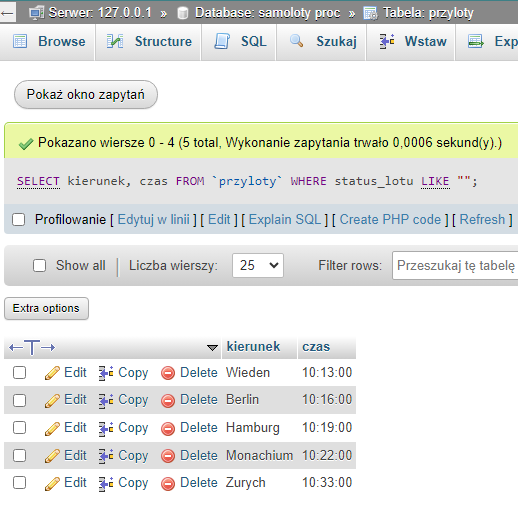 Serwer: 127.0.0.1 » Database: samoloty proc » Tabela: przyloty
Browse Structure SQL Szukaj Wstaw Exp
Pokaż okno zapytań
Pokazano wiersze 0 - 4 (5 total, Wykonanie zapytania trwało 0,0006 sekund(y).)
SELECT kierunek, czas FROM `przyloty` WHERE status_lotu LIKE "";
Profilowanie [ Edytuj w linii ] [ Edit ] [ Explain SQL ] [ Create PHP code ] [ Refresh ]
Show all Liczba wierszy: 25 Filter rows: Przeszukaj tę tabelę
Extra options
←T→ kierunek czas
Edit Copy Delete Wieden 10:13:00
Edit Copy Delete Berlin 10:16:00
Edit Copy Delete Hamburg 10:19:00
Edit Copy Delete Monachium 10:22:00
Edit Copy Delete Zurych 10:33:00